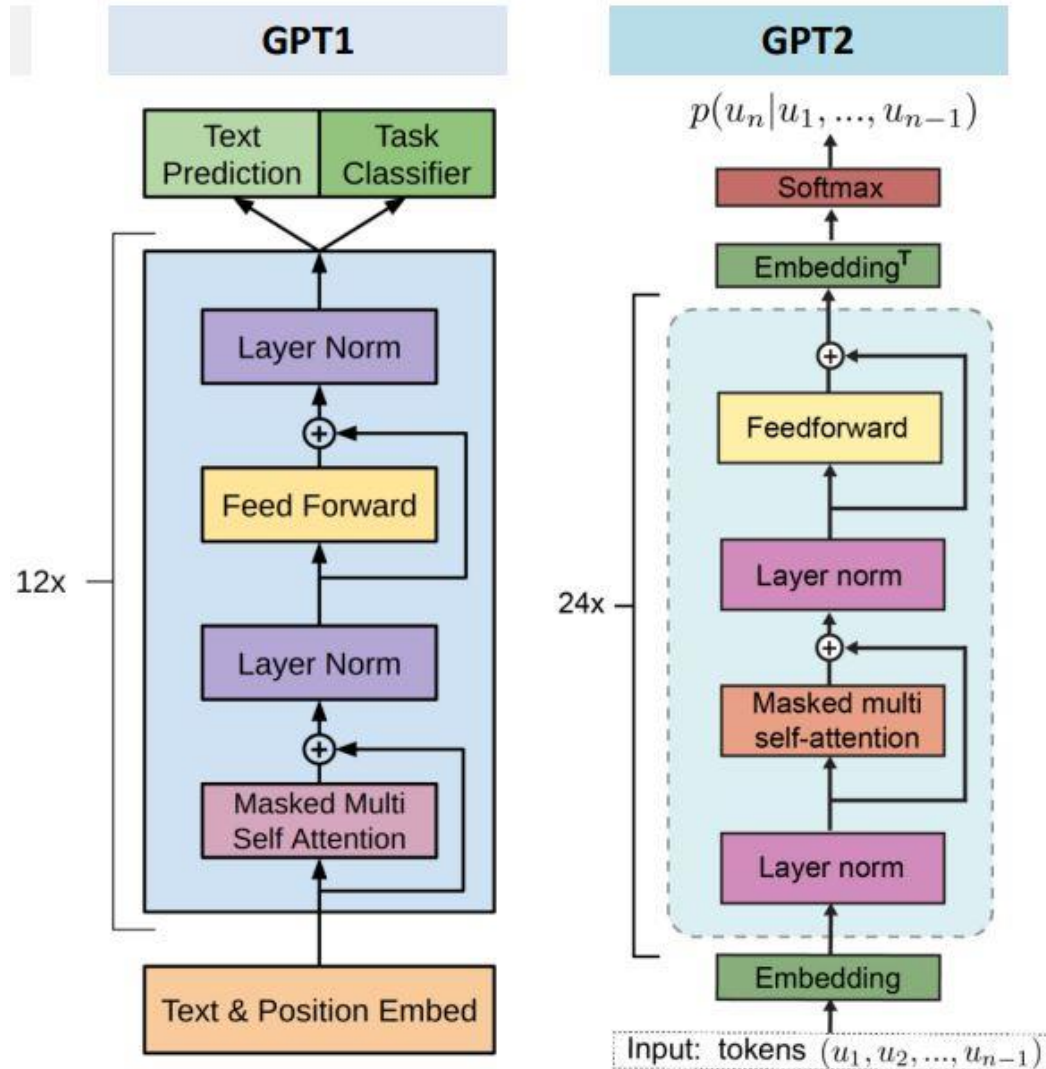 GPT1
Text
Prediction
Task
Classifier
Layer Norm
Feed Forward
12x
Layer Norm
Masked Multi
Self Attention
Text & Position Embed
GPT2
p(u_n|u_1, ..., u_{n-1})
Softmax
Embedding^T
Feedforward
Layer norm
24x
Masked multi
self-attention
Layer norm
Embedding
Input: tokens (u_1, u_2, ..., u_{n-1})